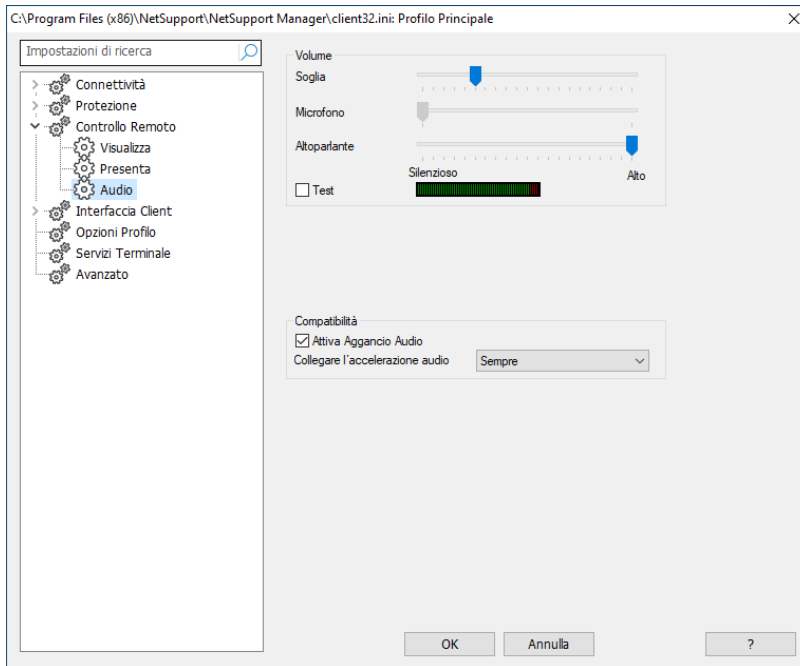 C:\Program Files (x86)\NetSupport\NetSupport Manager\client32.ini: Profilo Principale
Impostazioni di ricerca
Connettività
Protezione
Controllo Remoto
Visualizza
Presenta
Audio
Interfaccia Client
Opzioni Profilo
Servizi Terminale
Avanzato
Volume
Soglia
Microfono
Altoparlante
Silenzioso
Alto
Test
Compatibilità
Attiva Aggancio Audio
Collegare l'accelerazione audio
Sempre
OK
Annulla
?